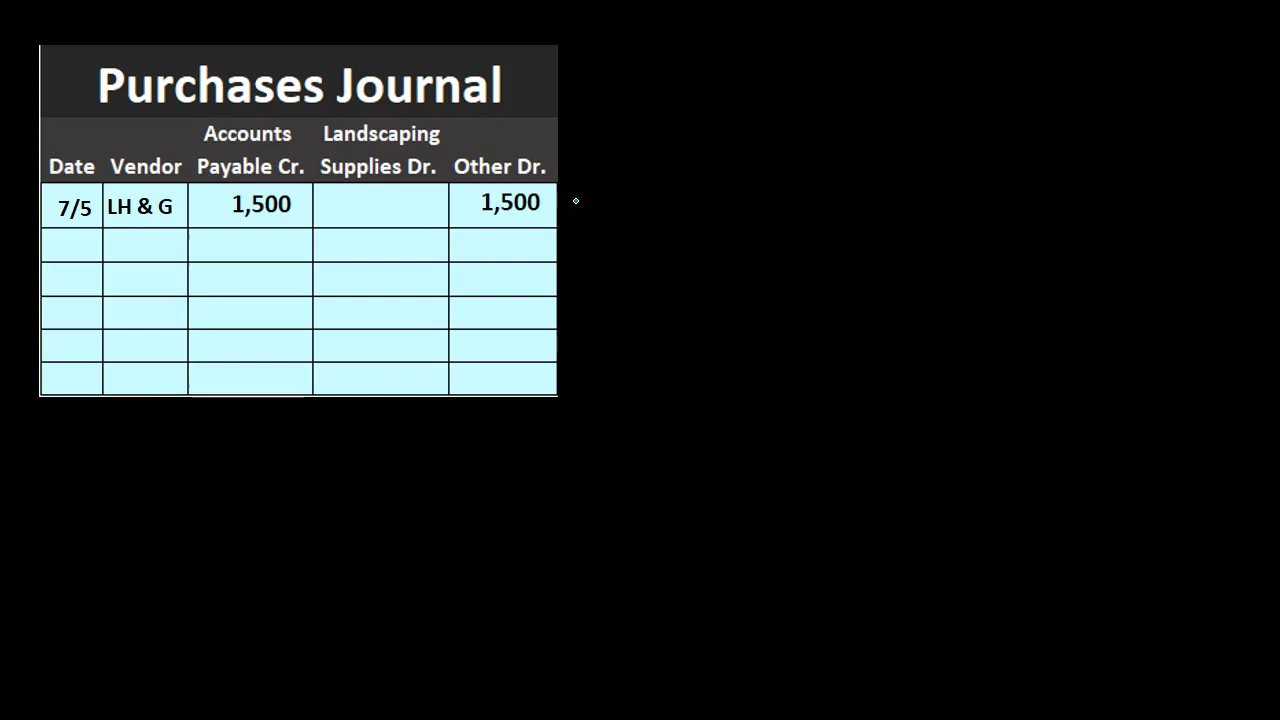 Purchases Journal
Accounts Landscaping
Date Vendor Payable Cr. Supplies Dr. Other Dr.
7/5 LH & G 1,500 1,500